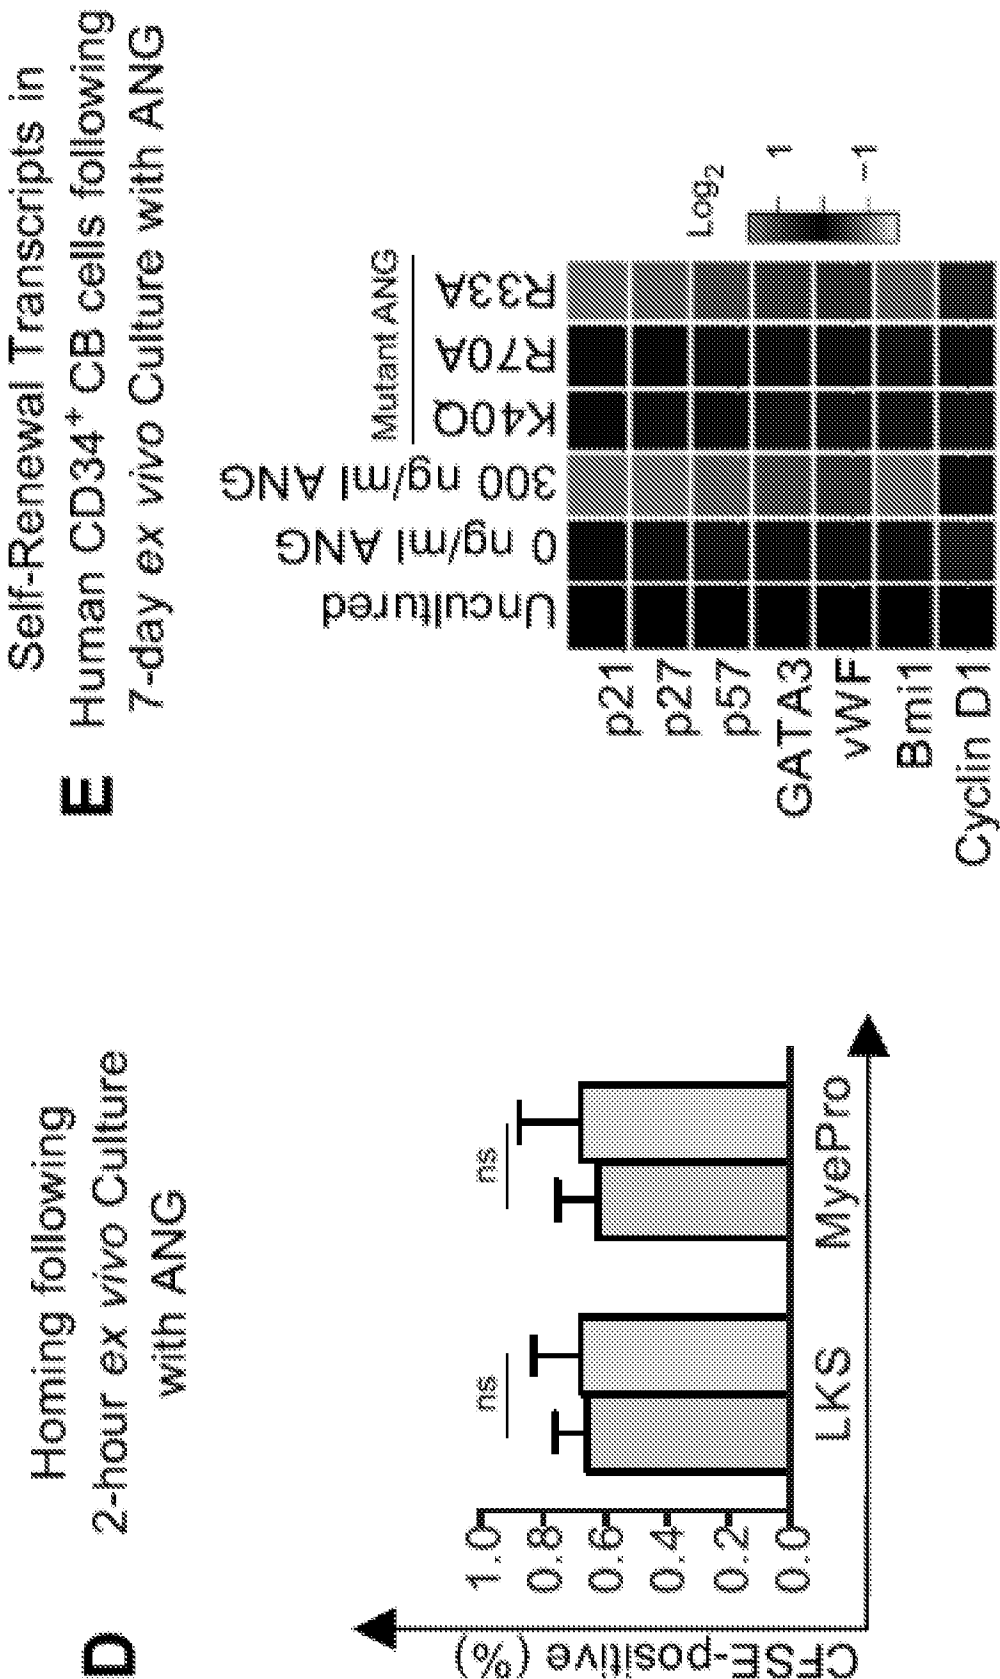 D
Homing following
2-hour ex vivo Culture
with ANG
CFSE-positive (%)
1.0
0.8
0.6
0.4
0.2
0.0
ns
ns
LKS
MyePro
E
Self-Renewal Transcripts in
Human CD34⁺ CB cells following
7-day ex vivo Culture with ANG
Uncultured
0 ng/ml ANG
300 ng/ml ANG
Mutant ANG
K40Q
R70A
R33A
p21
p27
p57
GATA3
vWF
Bmi1
Cyclin D1
Log₂
1
-1